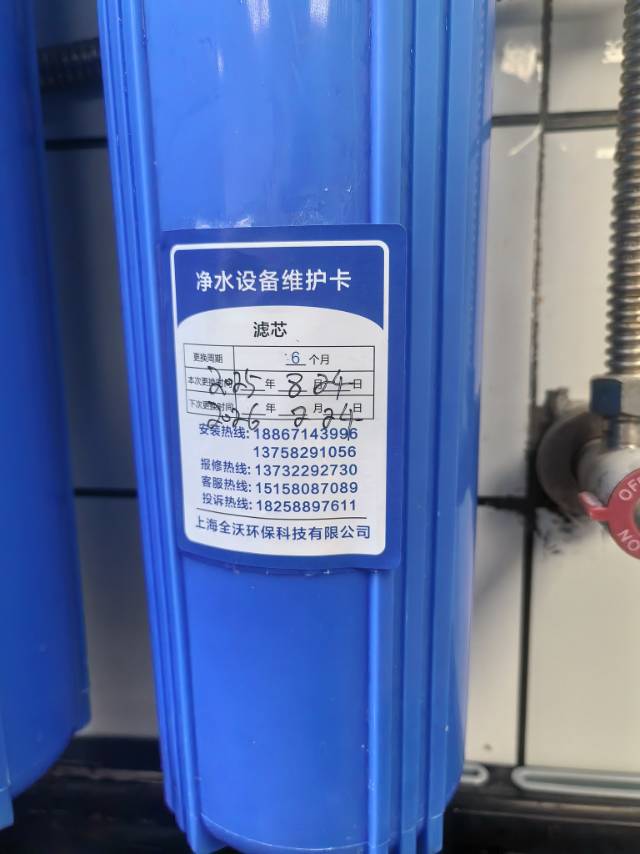 净水设备维护卡
滤芯
更换周期 6 个月
本次更换时间 2025 年 8 月 24 日
下次更换时间 2026 年 2 月 24 日
安装热线: 18867143996
13758291056
报修热线: 13732292730
客服热线: 15158087089
投诉热线: 18258897611
上海全沃环保科技有限公司
OFF
ON